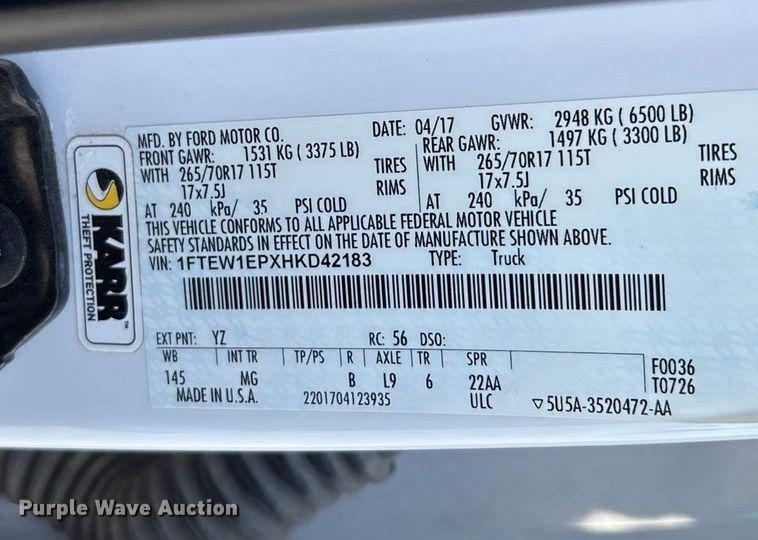 MFD. BY FORD MOTOR CO. DATE: 04/17 GVWR: 2948 KG ( 6500 LB)
FRONT GAWR: 1531 KG ( 3375 LB) REAR GAWR: 1497 KG ( 3300 LB)
WITH 265/70R17 115T TIRES WITH 265/70R17 115T TIRES
17x7.5J RIMS 17x7.5J RIMS
AT 240 kPa/ 35 PSI COLD AT 240 kPa/ 35 PSI COLD
THIS VEHICLE CONFORMS TO ALL APPLICABLE FEDERAL MOTOR VEHICLE
SAFETY STANDARDS IN EFFECT ON THE DATE OF MANUFACTURE SHOWN ABOVE.
VIN: 1FTEW1EPXHKD42183 TYPE: Truck
EXT PNT: YZ RC: 56 DSO:
WB INT TR TP/PS R AXLE TR SPR F0036
145 MG B L9 6 22AA T0726
MADE IN U.S.A. 2201704123935 ULC ▽5U5A-3520472-AA
KARR™
THEFT PROTECTION
Purple Wave Auction®